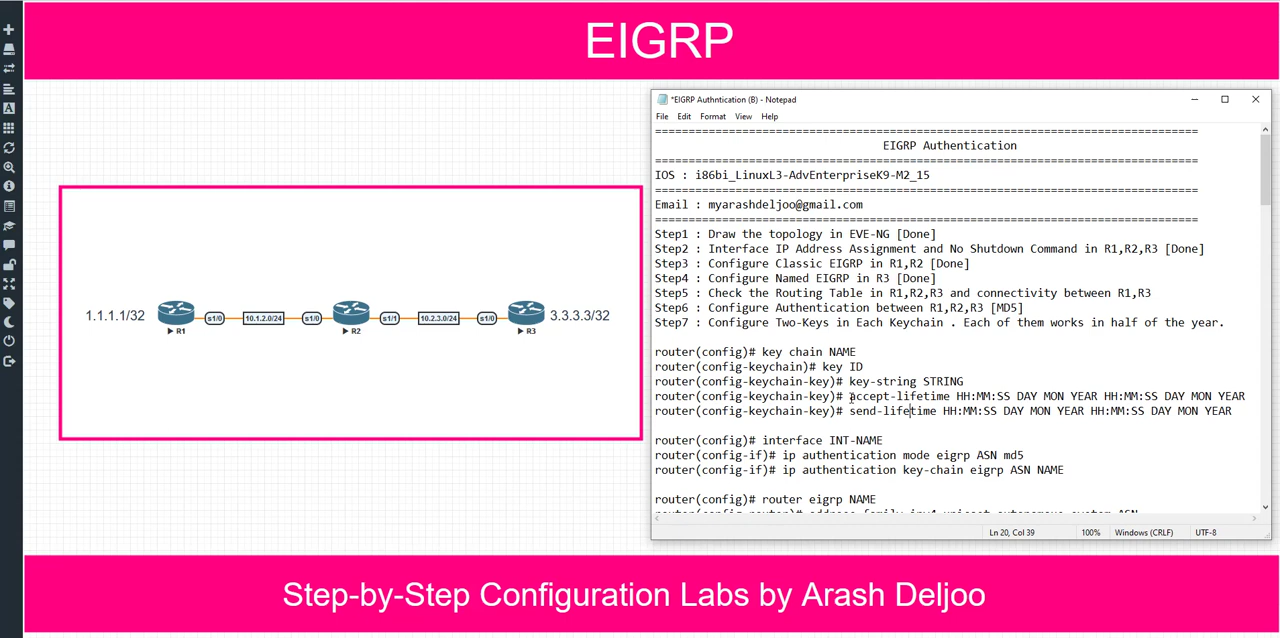 EIGRP
*EIGRP Authntication (B) - Notepad
File Edit Format View Help
=================================================================================
EIGRP Authentication
=================================================================================
IOS : i86bi_LinuxL3-AdvEnterpriseK9-M2_15
=================================================================================
Email : myarashdeljoo@gmail.com
=================================================================================
Step1 : Draw the topology in EVE-NG [Done]
Step2 : Interface IP Address Assignment and No Shutdown Command in R1,R2,R3 [Done]
Step3 : Configure Classic EIGRP in R1,R2 [Done]
Step4 : Configure Named EIGRP in R3 [Done]
Step5 : Check the Routing Table in R1,R2,R3 and connectivity between R1,R3
Step6 : Configure Authentication between R1,R2,R3 [MD5]
Step7 : Configure Two-Keys in Each Keychain . Each of them works in half of the year.
router(config)# key chain NAME
router(config-keychain)# key ID
router(config-keychain-key)# key-string STRING
router(config-keychain-key)# accept-lifetime HH:MM:SS DAY MON YEAR HH:MM:SS DAY MON YEAR
router(config-keychain-key)# send-lifetime HH:MM:SS DAY MON YEAR HH:MM:SS DAY MON YEAR
router(config)# interface INT-NAME
router(config-if)# ip authentication mode eigrp ASN md5
router(config-if)# ip authentication key-chain eigrp ASN NAME
router(config)# router eigrp NAME
Ln 20, Col 39 100% Windows (CRLF) UTF-8
1.1.1.1/32 R1 s1/0 10.1.2.0/24 s1/0 R2 s1/1 10.2.3.0/24 s1/0 R3 3.3.3.3/32
Step-by-Step Configuration Labs by Arash Deljoo